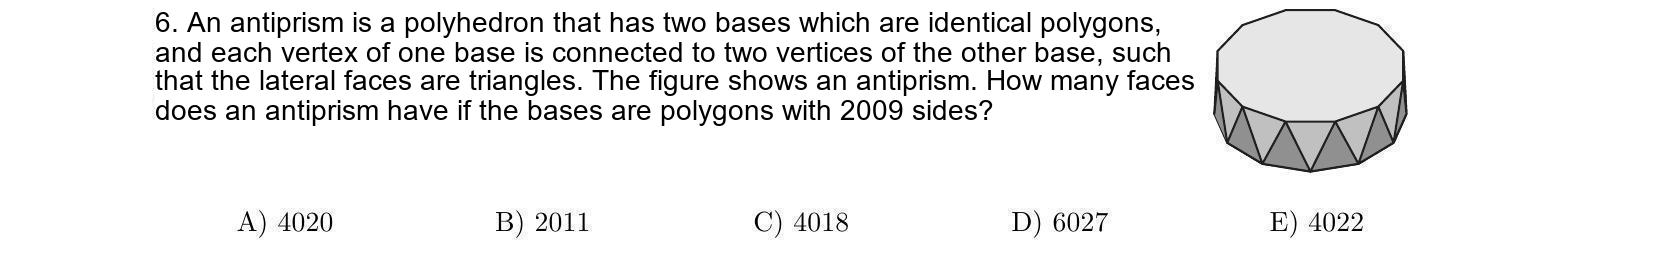 6. An antiprism is a polyhedron that has two bases which are identical polygons,
and each vertex of one base is connected to two vertices of the other base, such
that the lateral faces are triangles. The figure shows an antiprism. How many faces
does an antiprism have if the bases are polygons with 2009 sides?
A) 4020 B) 2011 C) 4018 D) 6027 E) 4022